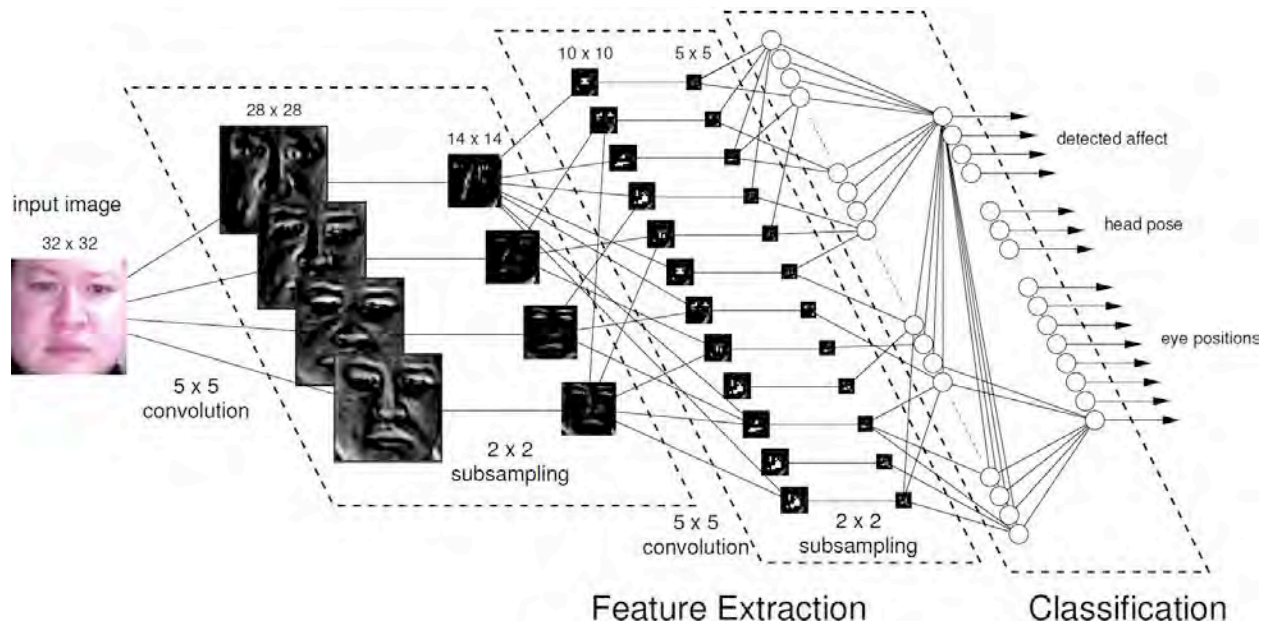 10 x 10
5 x 5
28 x 28
14 x 14
detected affect
input image
32 x 32
head pose
eye positions
5 x 5
convolution
2 x 2
subsampling
5 x 5
convolution
2 x 2
subsampling
Feature Extraction
Classification